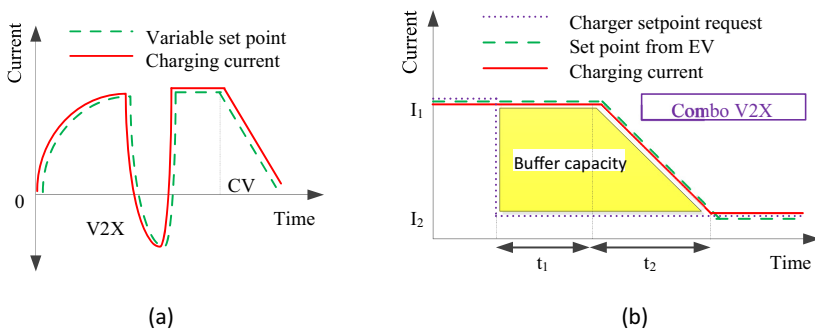 Current
Variable set point
Charging current
0
V2X
CV
Time
(a)
Current
Charger setpoint request
Set point from EV
Charging current
I₁
Combo V2X
Buffer capacity
I₂
t₁
t₂
Time
(b)